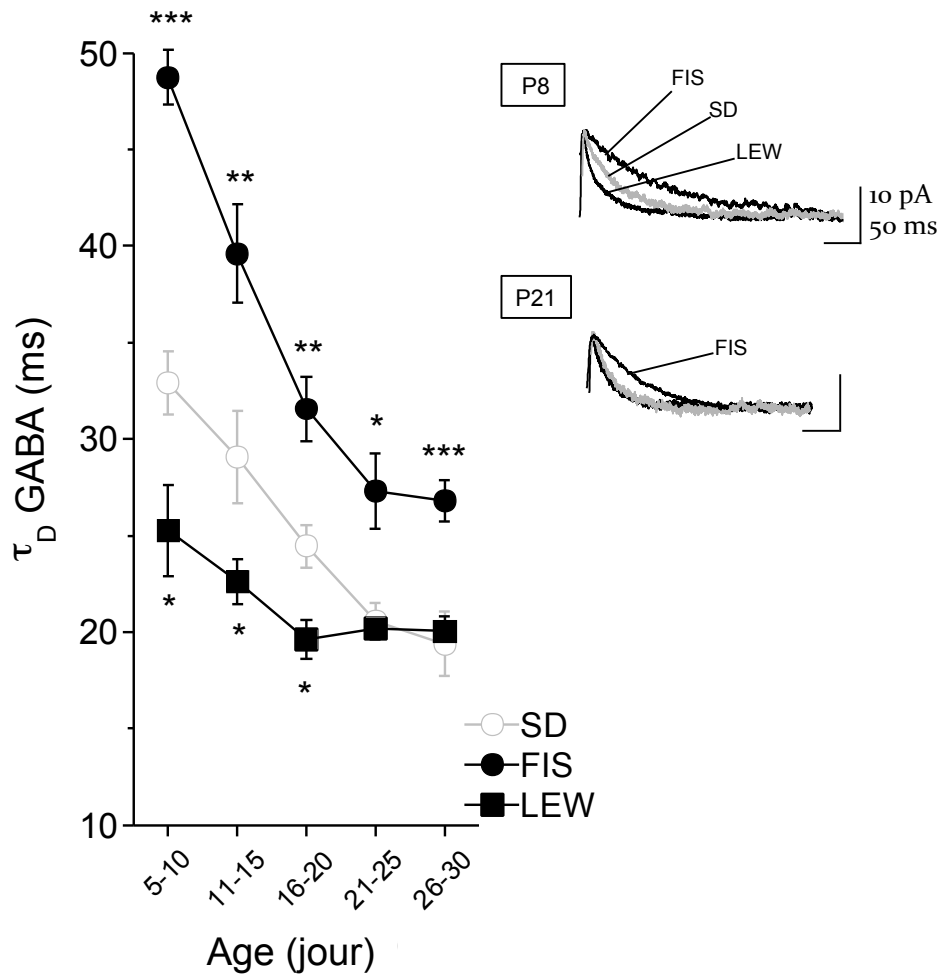 ***
50
**
40
**
*
***
30
*
*
*
20
10
τD GABA (ms)
5-10
11-15
16-20
21-25
26-30
Age (jour)
SD
FIS
LEW
P8
FIS
SD
LEW
10 pA
50 ms
P21
FIS